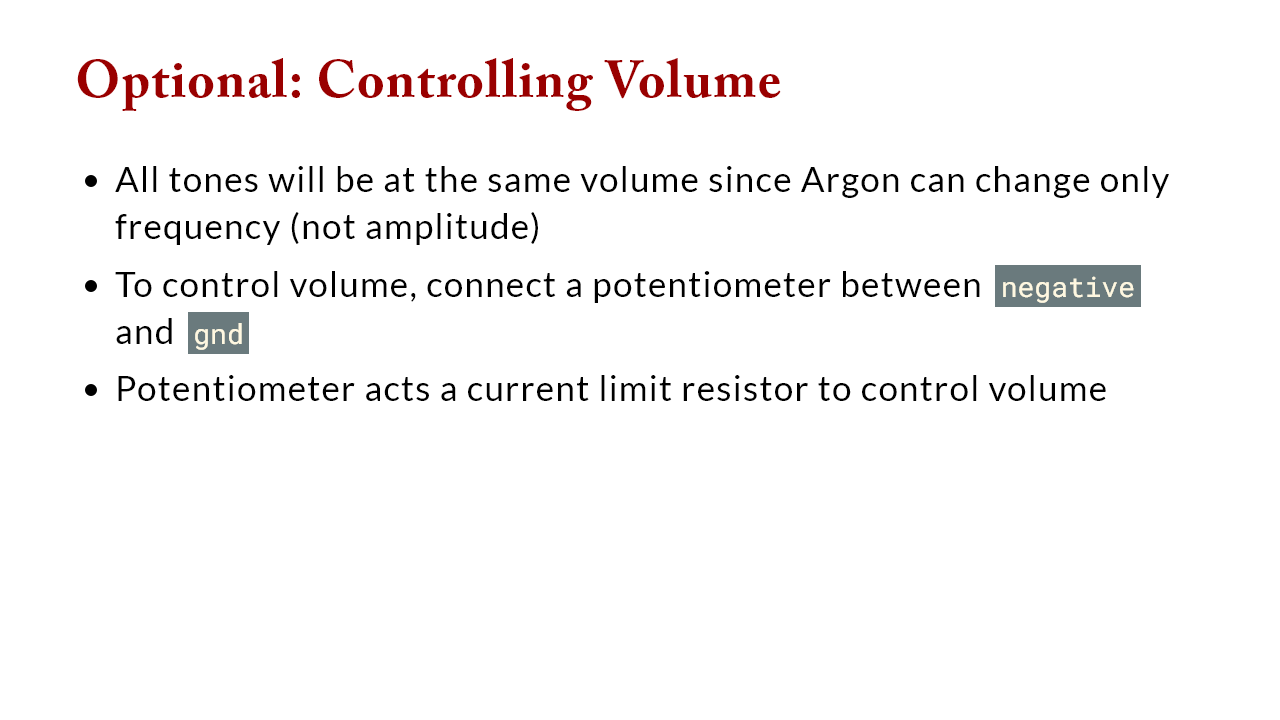 Optional: Controlling Volume
• All tones will be at the same volume since Argon can change only
frequency (not amplitude)
• To control volume, connect a potentiometer between negative
and gnd
• Potentiometer acts a current limit resistor to control volume